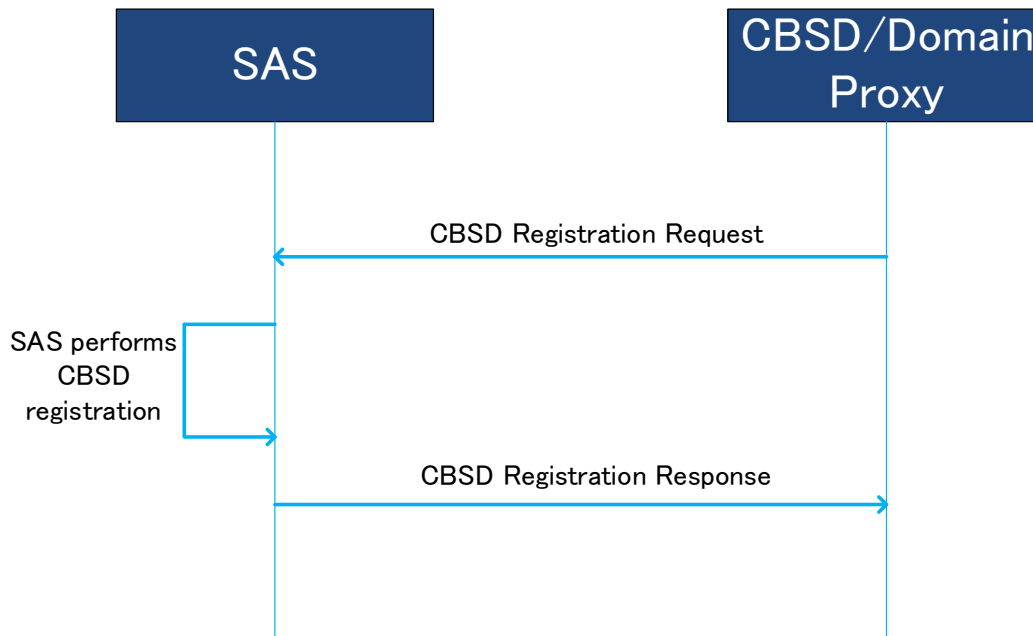 SAS
CBSD/Domain
Proxy
CBSD Registration Request
SAS performs
CBSD
registration
CBSD Registration Response